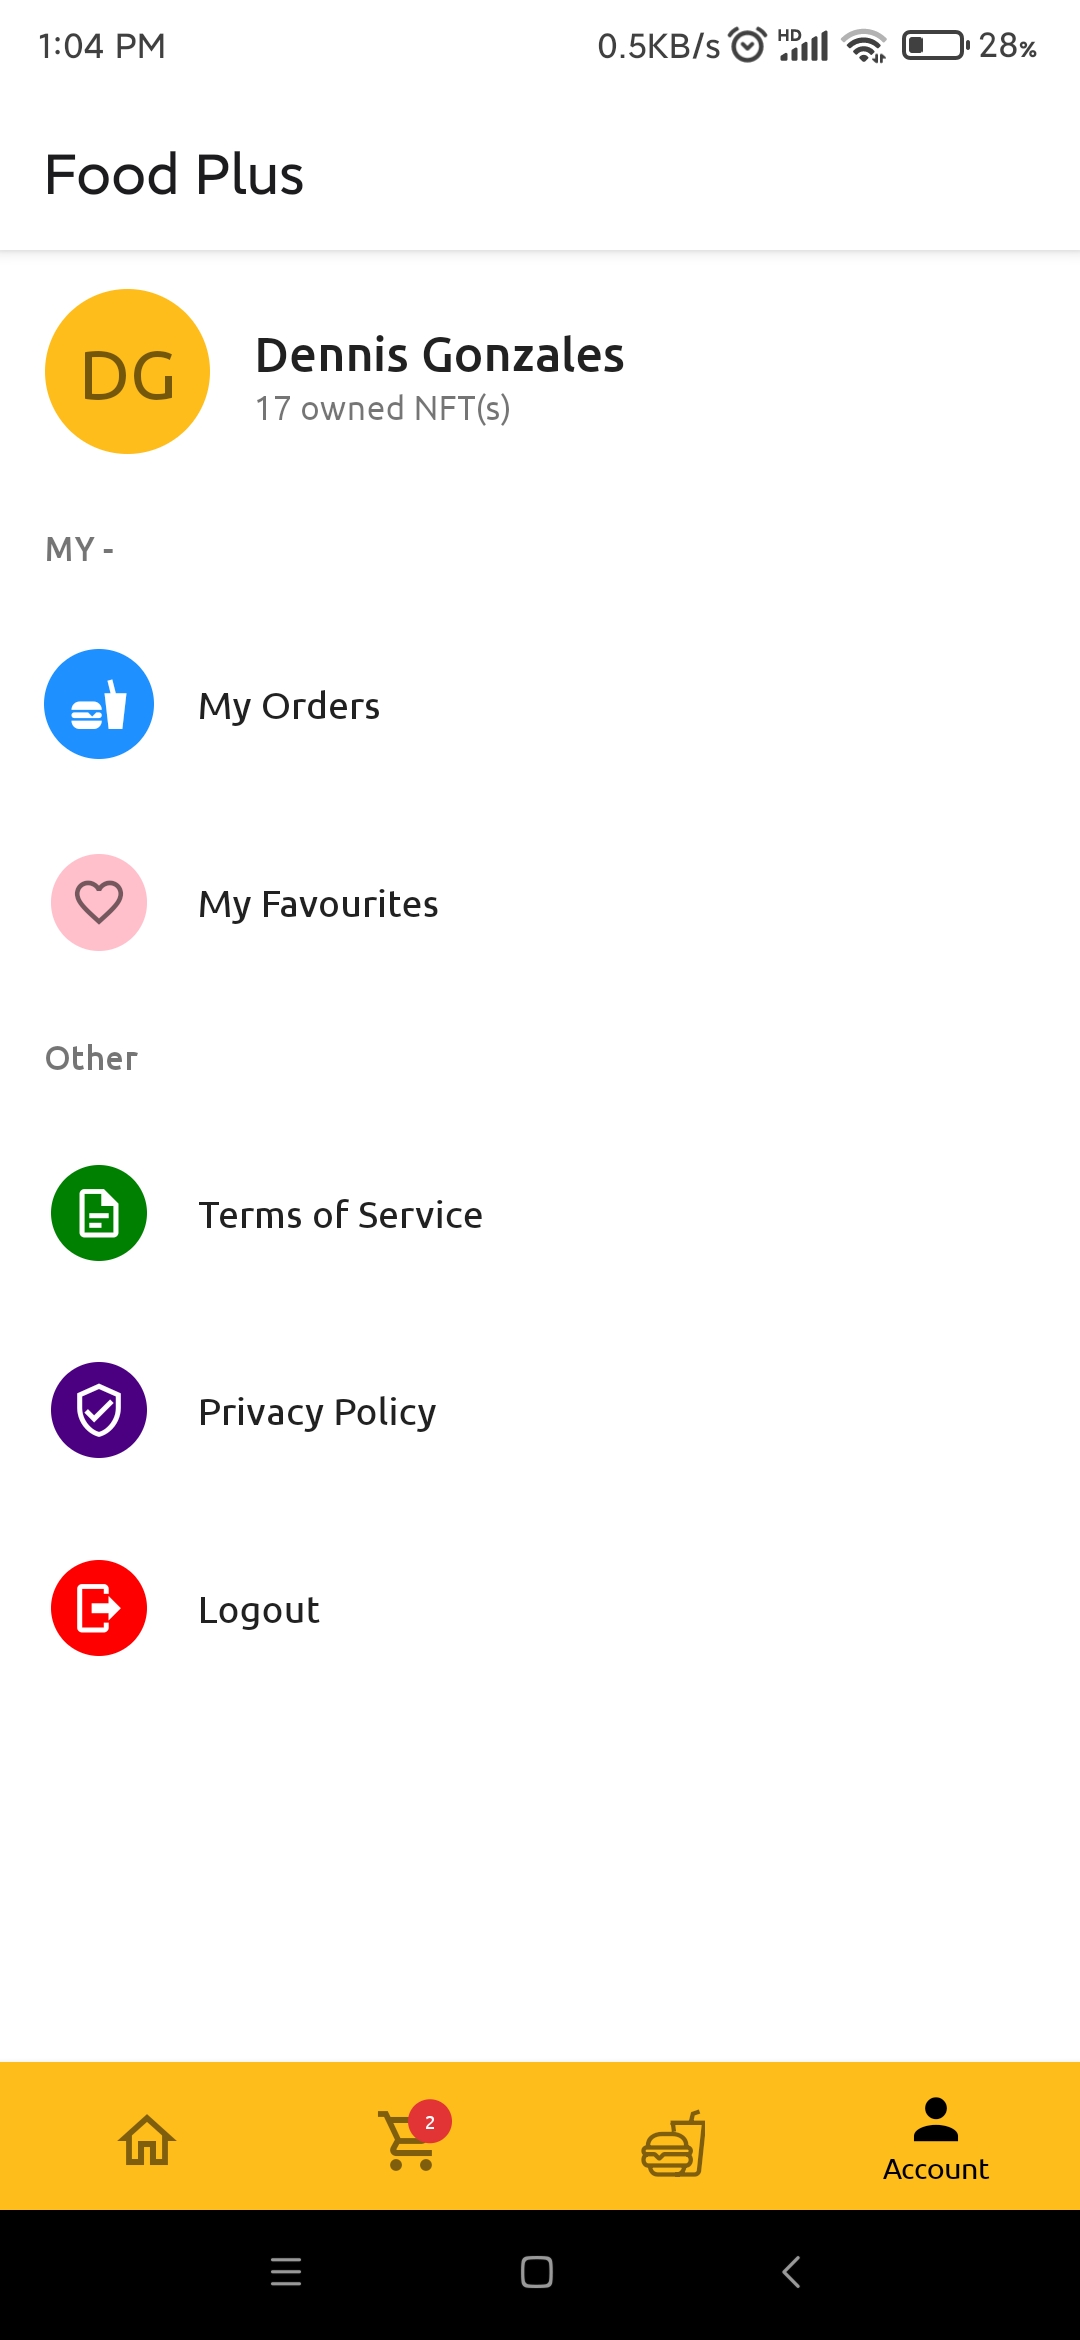 1:04 PM 0.5KB/s HD 28%
Food Plus
DG
Dennis Gonzales
17 owned NFT(s)
MY -
My Orders
My Favourites
Other
Terms of Service
Privacy Policy
Logout
2
Account